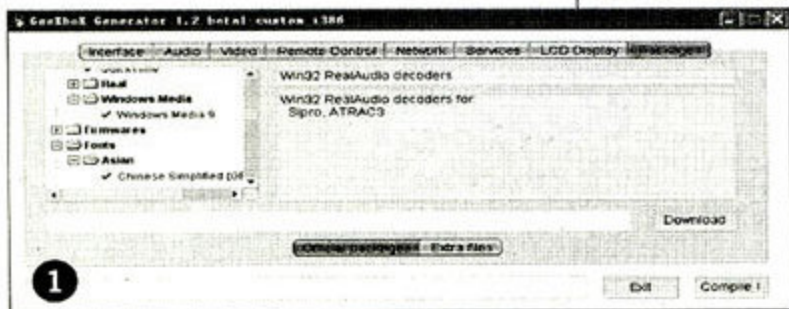 GeeXboX Generator 1.2 beta1 custom i386
Interface Audio Video Remote Control Network Services LCD Display Packages
Real
Windows Media
Windows Media 9
Firmwares
Fonts
Asian
Chinese Simplified
Win32 RealAudio decoders
Win32 RealAudio decoders for
Sipro, ATRAC3
Download
Official packages Extra files
1
Exit Compile !